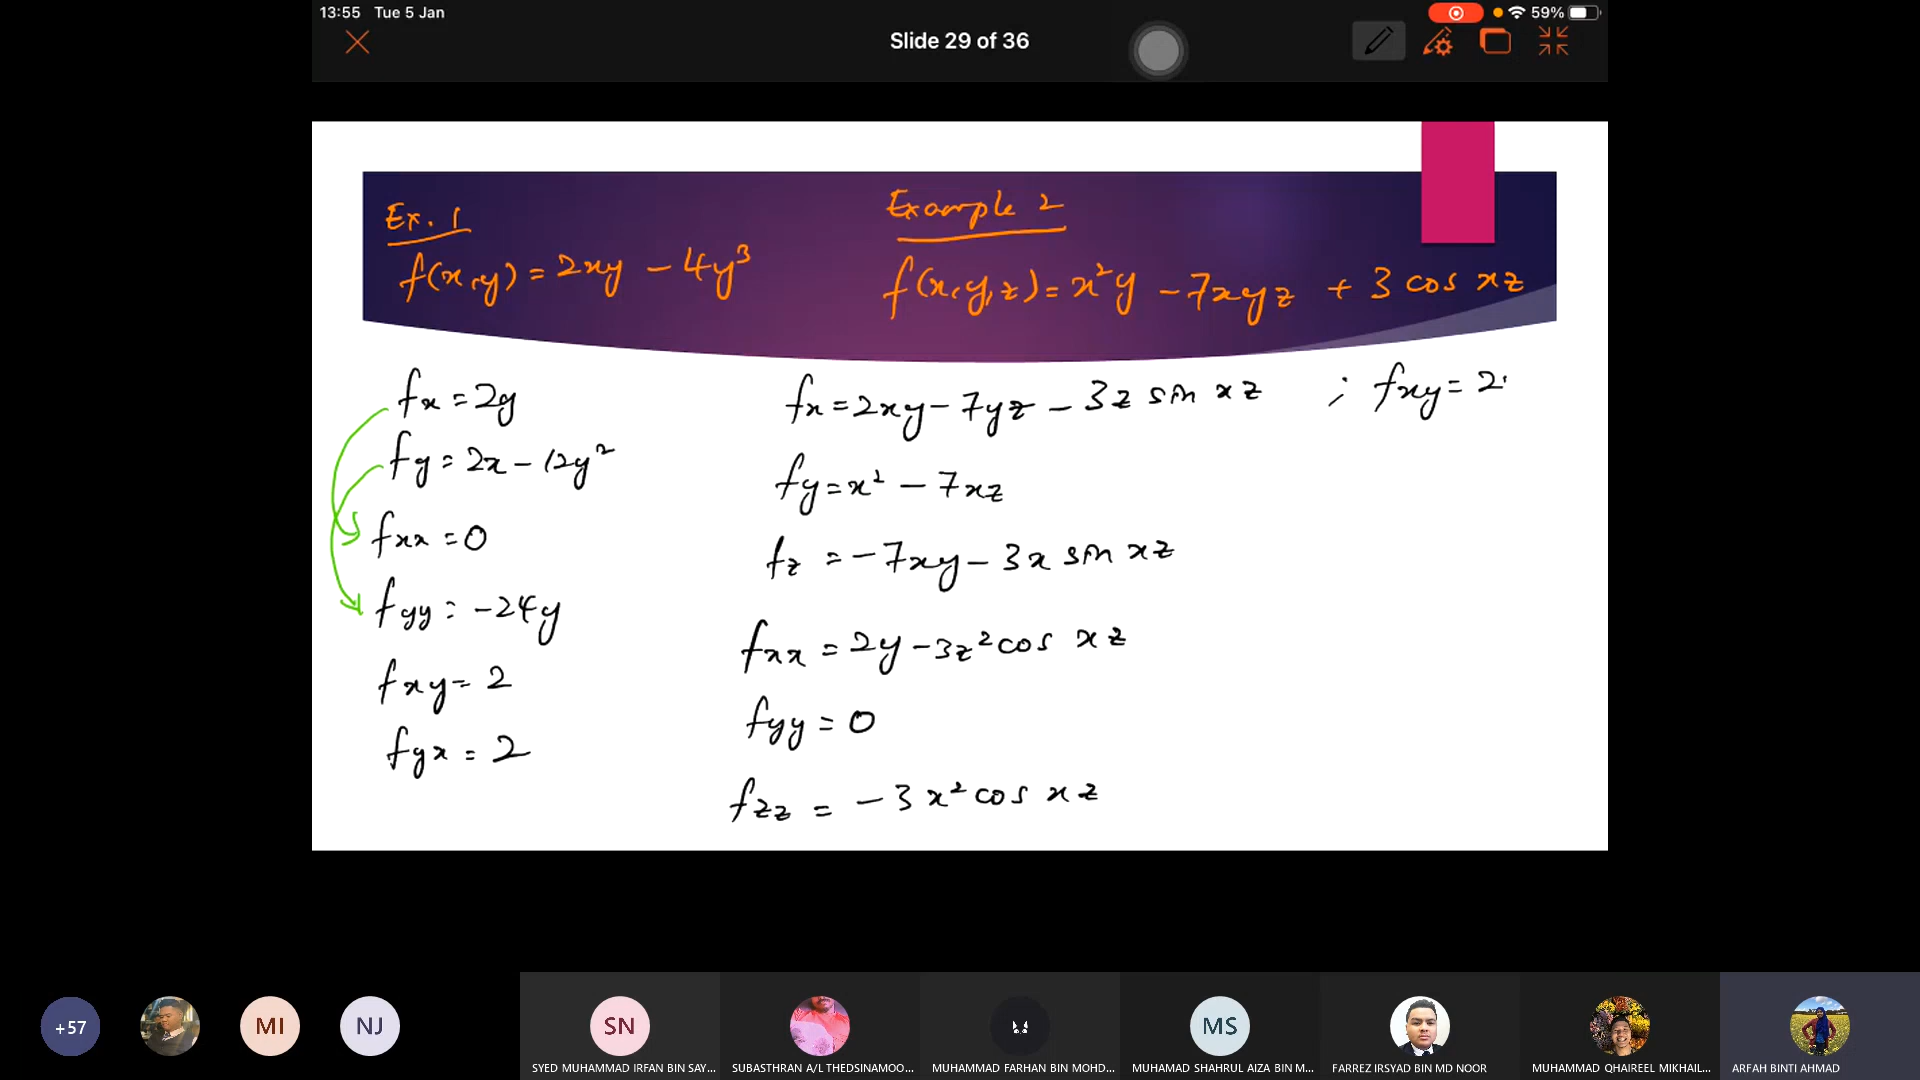 13:55 Tue 5 Jan
59%
Slide 29 of 36
Ex. 1
f(x,y) = 2xy - 4y³
Example 2
f(x,y,z) = x²y - 7xyz + 3 cos xz
fx = 2y
fy = 2x - 12y²
fxx = 0
fyy = -24y
fxy = 2
fyx = 2
fx = 2xy - 7yz - 3z sin xz ; fxy = 2
fy = x² - 7xz
fz = -7xy - 3x sin xz
fxx = 2y - 3z² cos xz
fyy = 0
fzz = -3x² cos xz
+57
MI
NJ
SN
MS
SYED MUHAMMAD IRFAN BIN SAY...
SUBASTHRAN A/L THEDSINAMOO...
MUHAMMAD FARHAN BIN MOHD...
MUHAMAD SHAHRUL AIZA BIN M...
FARREZ IRSYAD BIN MD NOOR
MUHAMMAD QHAIREEL MIKHAIL...
ARFAH BINTI AHMAD